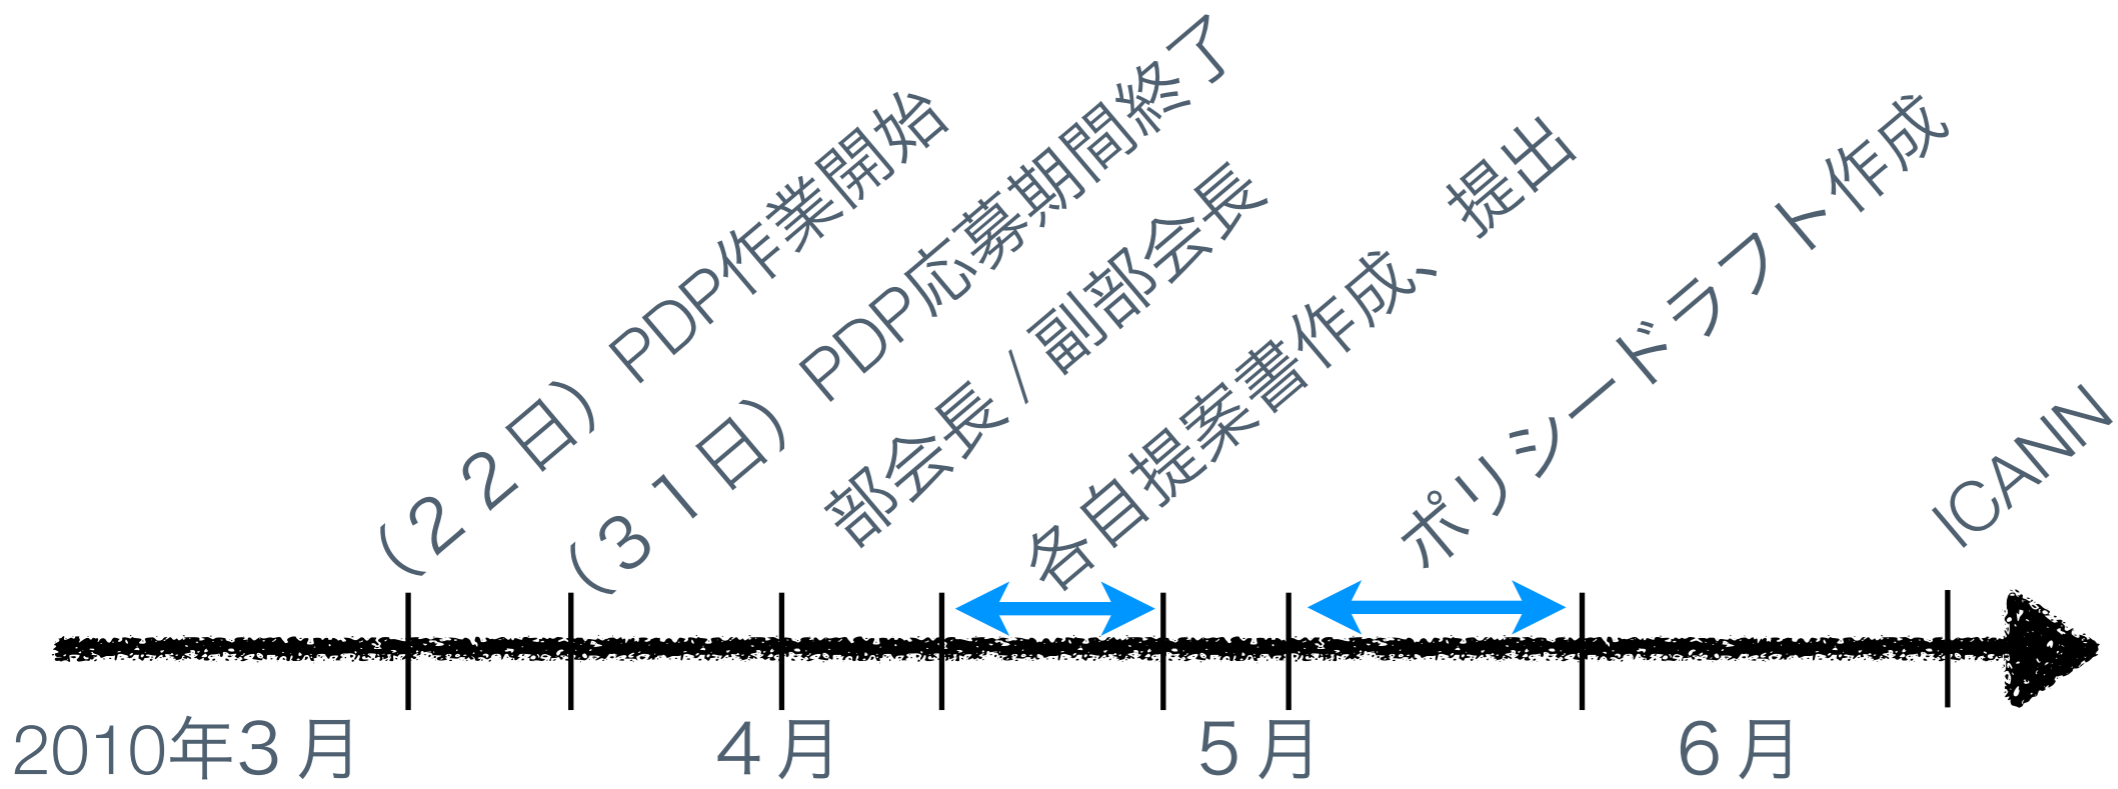 （２２日）PDP作業開始
（３１日）PDP応募期間終了
部会長 / 副部会長
各自提案書作成、提出
ポリシードラフト作成
ICANN
2010年３月
４月
５月
６月